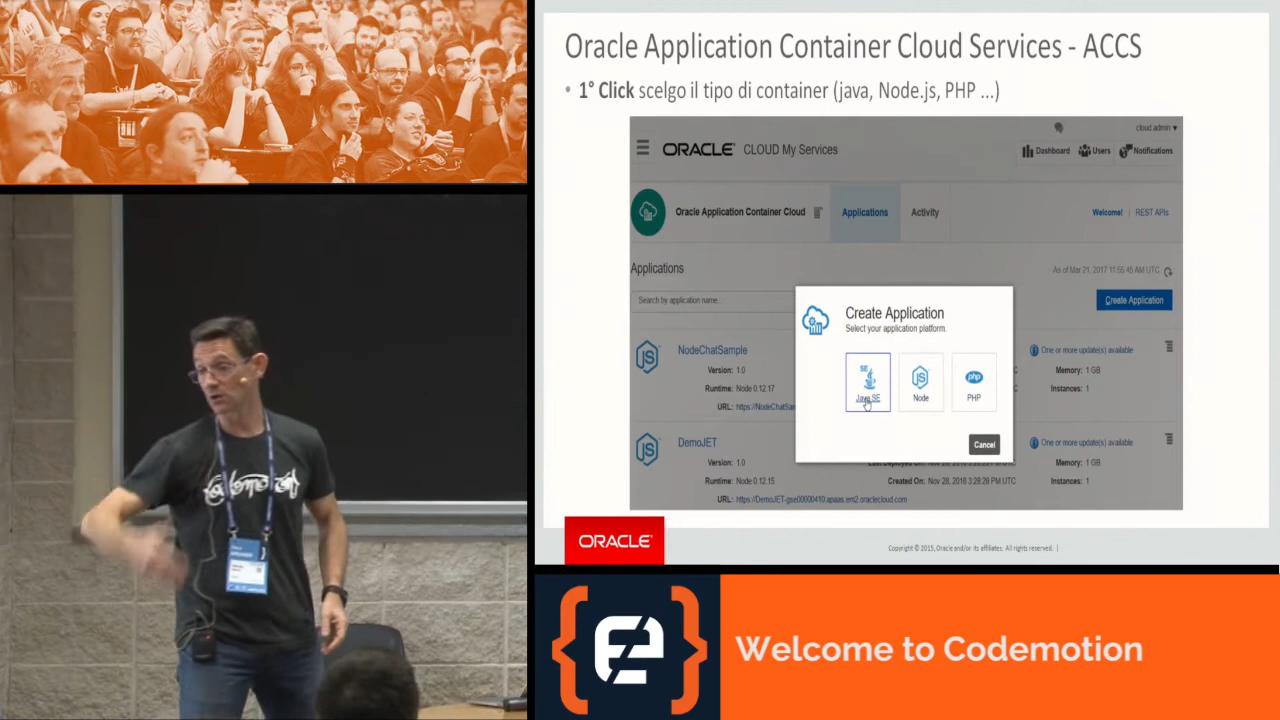 Oracle Application Container Cloud Services - ACCS
• 1° Click scelgo il tipo di container (java, Node.js, PHP ...)
cloud.admin
ORACLE CLOUD My Services
Dashboard Users Notifications
Oracle Application Container Cloud Applications Activity
Welcome! | REST APIs
Applications
As of Mar 21, 2017 11:55:45 AM UTC
Search by application name...
Create Application
Create Application
Select your application platform.
SE
Java SE
JS
Node
php
PHP
Cancel
JS
NodeChatSample
Version: 1.0
Runtime: Node 0.12.17
URL: https://NodeChatSam
One or more update(s) available
Memory: 1 GB
Instances: 1
JS
DemoJET
Version: 1.0
Runtime: Node 0.12.15
Created On: Nov 28, 2016 3:28:28 PM UTC
URL: https://DemoJET-gse00000410.apaas.em2.oraclecloud.com
One or more update(s) available
Memory: 1 GB
Instances: 1
ORACLE
Copyright © 2015, Oracle and/or its affiliates. All rights reserved. |
Welcome to Codemotion
SPEAKER